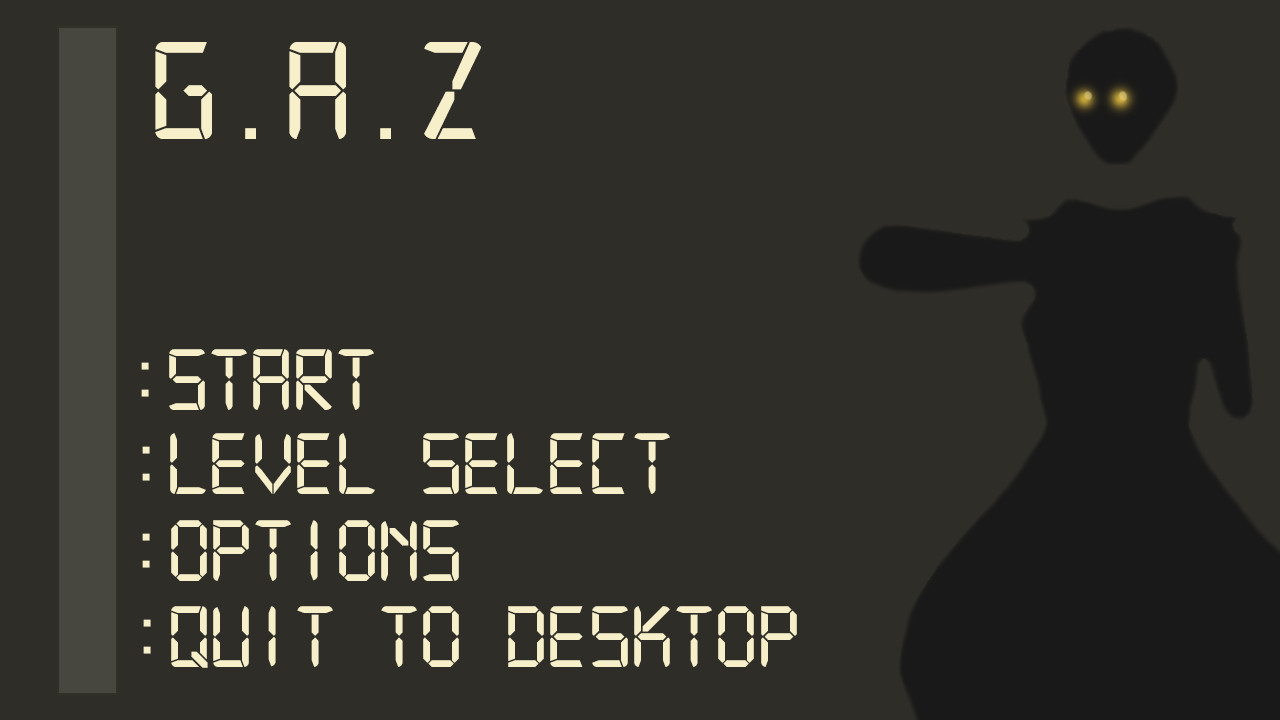 G.A.Z
:START
:LEVEL SELECT
:OPTIONS
:QUIT TO DESKTOP